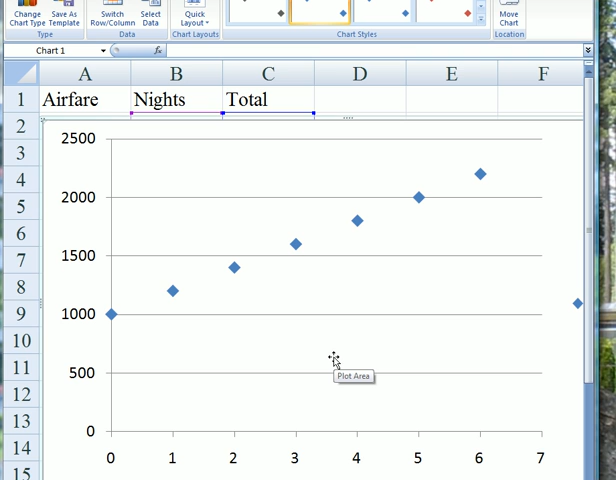 Change Save As Switch Select Quick Move
Chart Type Template Row/Column Data Layout Chart
Type Data Chart Layouts Chart Styles Location
Chart 1 fx
A B C D E F
1 Airfare Nights Total
2
3
4
5
6
7
8
9
10
11
12
13
14
15
2500
2000
1500
1000
500
0
Plot Area
0 1 2 3 4 5 6 7